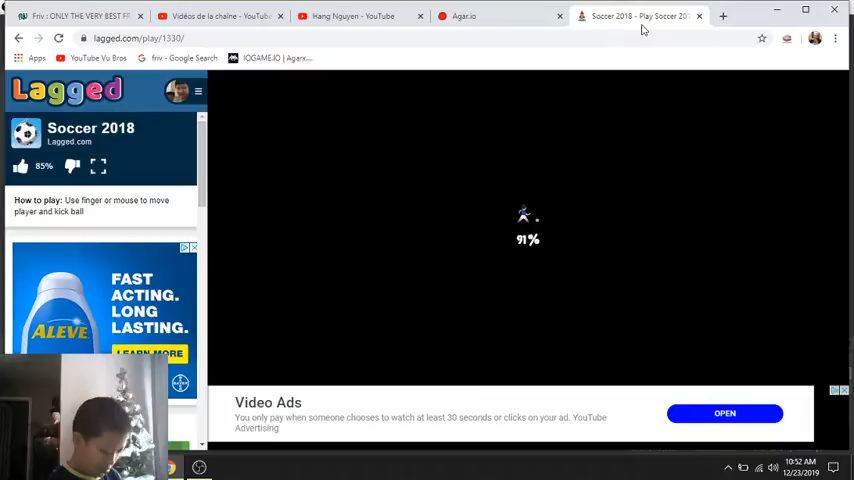 Friv : ONLY THE VERY BEST FR
Vidéos de la chaîne - YouTube
Hang Nguyen - YouTube
Agar.io
Soccer 2018 - Play Soccer 201
lagged.com/play/1330/
Apps
YouTube Vu Bros
friv - Google Search
IOGAME.IO | Agarx....
Lagged
Soccer 2018
Lagged.com
85%
How to play: Use finger or mouse to move
player and kick ball
91%
FAST
ACTING.
LONG
LASTING.
ALEVE
LEARN MORE
BAYER
Video Ads
You only pay when someone chooses to watch at least 30 seconds or clicks on your ad. YouTube
Advertising
OPEN
10:52 AM
12/23/2019